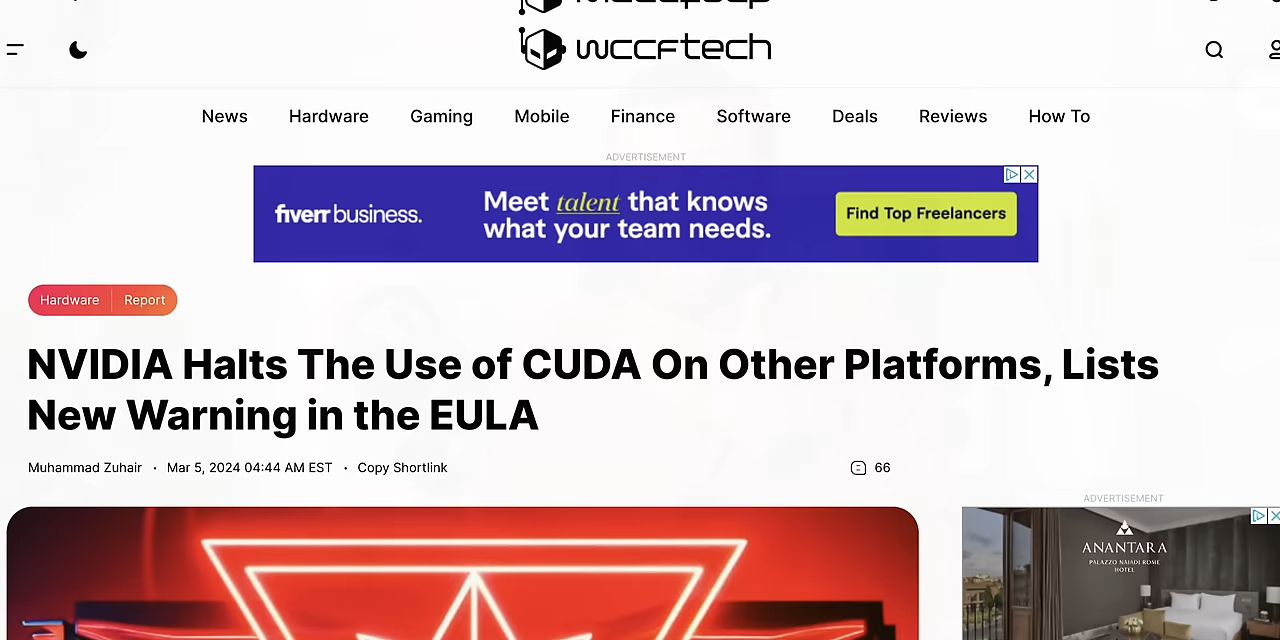 wccftech
News Hardware Gaming Mobile Finance Software Deals Reviews How To
ADVERTISEMENT
fiverr business.
Meet talent that knows
what your team needs.
Find Top Freelancers
Hardware Report
NVIDIA Halts The Use of CUDA On Other Platforms, Lists
New Warning in the EULA
Muhammad Zuhair · Mar 5, 2024 04:44 AM EST · Copy Shortlink
66
ADVERTISEMENT
ANANTARA
PALAZZO NAIADI ROME
HOTEL